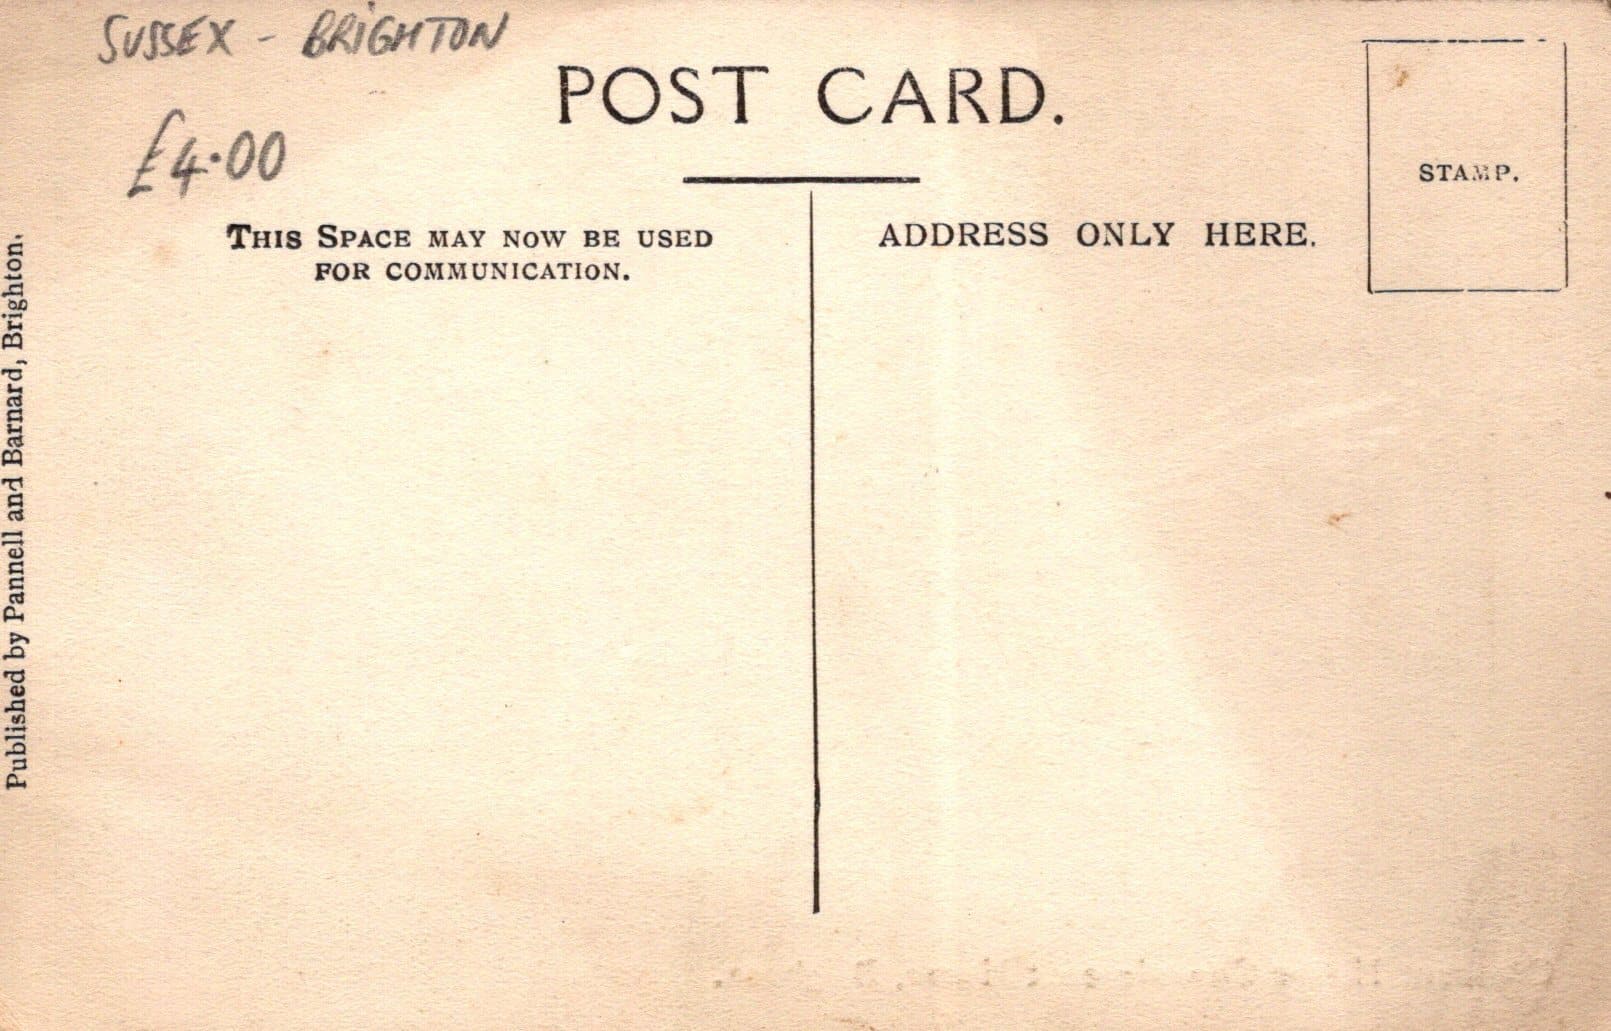 SUSSEX - BRIGHTON
£4.00
POST CARD.
STAMP.
THIS SPACE MAY NOW BE USED
FOR COMMUNICATION.
ADDRESS ONLY HERE.
Published by Pannell and Barnard, Brighton.